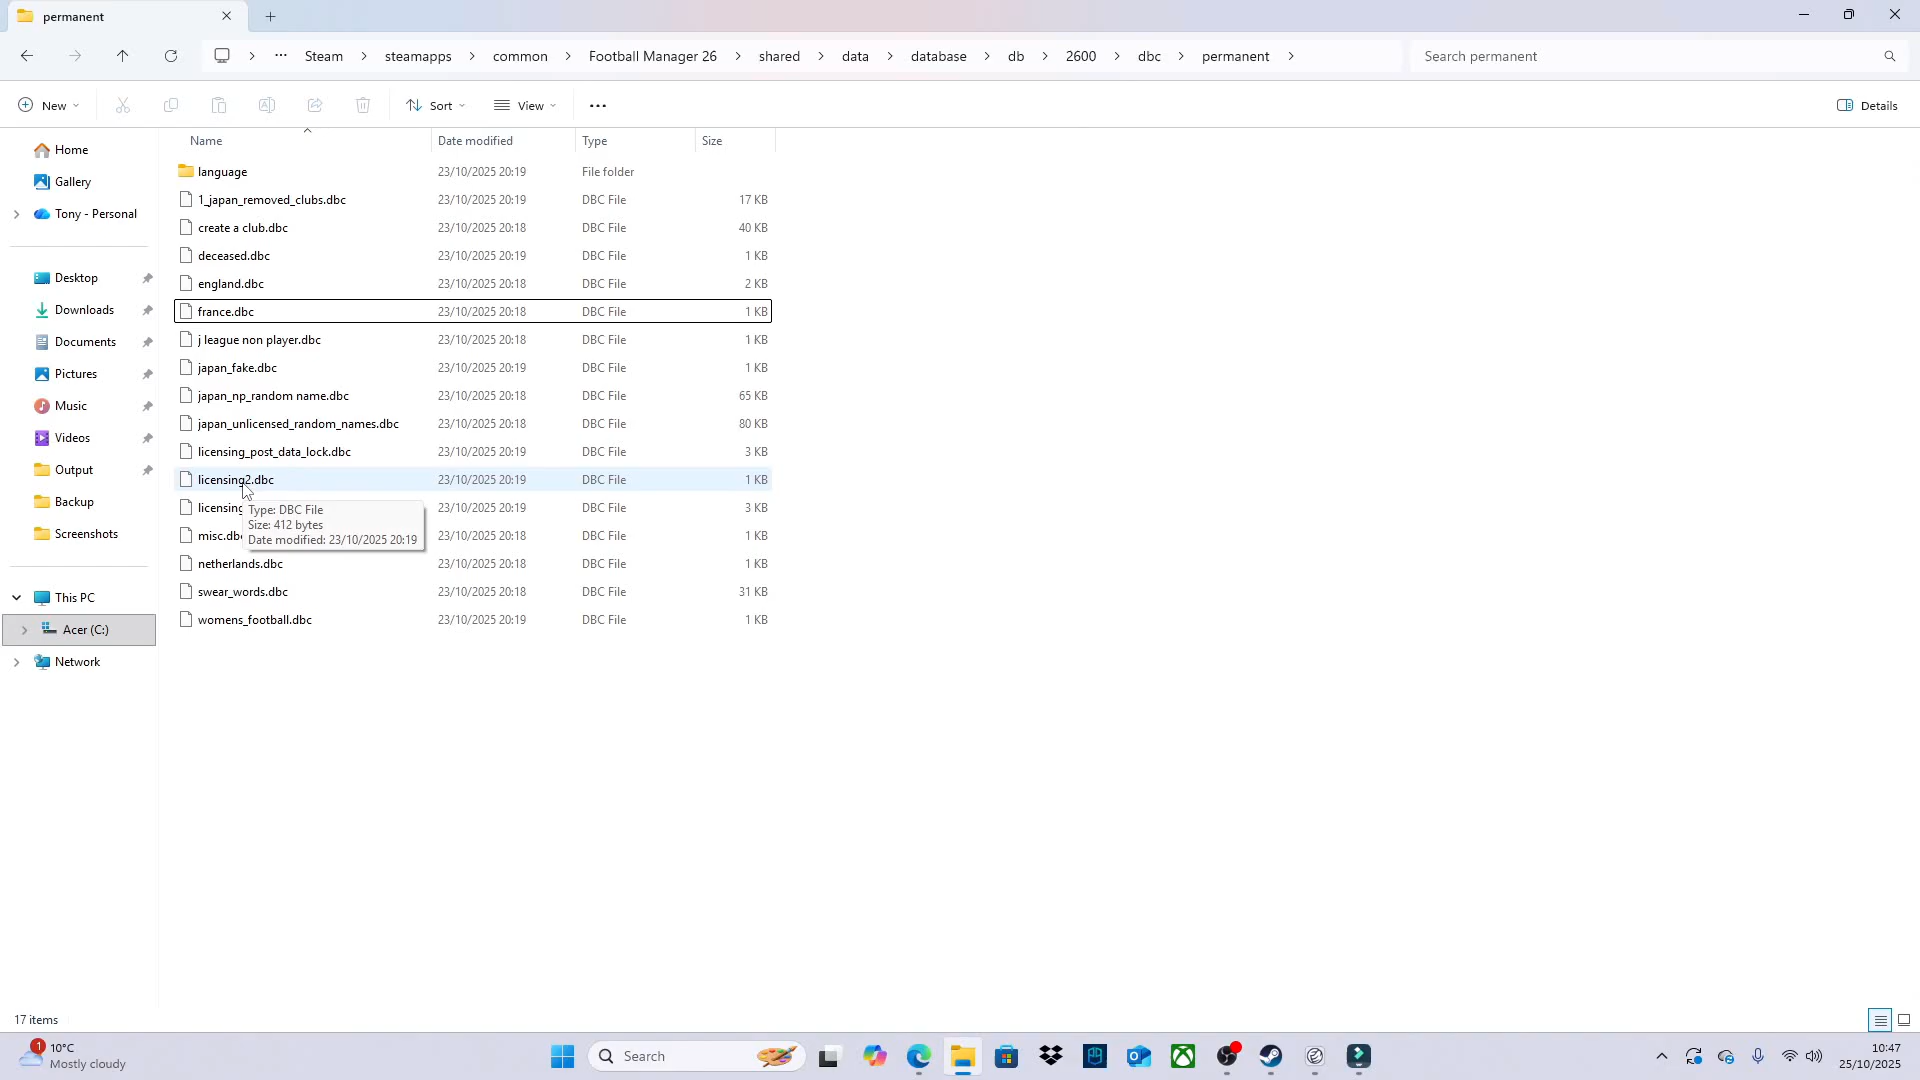 permanent
Steam
steamapps
common
Football Manager 26
shared
data
database
db
2600
dbc
permanent
Search permanent
New
Sort
View
Details
Name
Date modified
Type
Size
Home
Gallery
Tony - Personal
Desktop
Downloads
Documents
Pictures
Music
Videos
Output
Backup
Screenshots
This PC
Acer (C:)
Network
language 23/10/2025 20:19 File folder
1_japan_removed_clubs.dbc 23/10/2025 20:19 DBC File 17 KB
create a club.dbc 23/10/2025 20:18 DBC File 40 KB
deceased.dbc 23/10/2025 20:19 DBC File 1 KB
england.dbc 23/10/2025 20:18 DBC File 2 KB
france.dbc 23/10/2025 20:18 DBC File 1 KB
j league non player.dbc 23/10/2025 20:18 DBC File 1 KB
japan_fake.dbc 23/10/2025 20:19 DBC File 1 KB
japan_np_random name.dbc 23/10/2025 20:18 DBC File 65 KB
japan_unlicensed_random_names.dbc 23/10/2025 20:18 DBC File 80 KB
licensing_post_data_lock.dbc 23/10/2025 20:19 DBC File 3 KB
licensing2.dbc 23/10/2025 20:19 DBC File 1 KB
licensing 23/10/2025 20:19 DBC File 3 KB
misc.db 23/10/2025 20:18 DBC File 1 KB
netherlands.dbc 23/10/2025 20:18 DBC File 1 KB
swear_words.dbc 23/10/2025 20:18 DBC File 31 KB
womens_football.dbc 23/10/2025 20:19 DBC File 1 KB
Type: DBC File
Size: 412 bytes
Date modified: 23/10/2025 20:19
17 items
1
10°C
Mostly cloudy
Search
10:47
25/10/2025